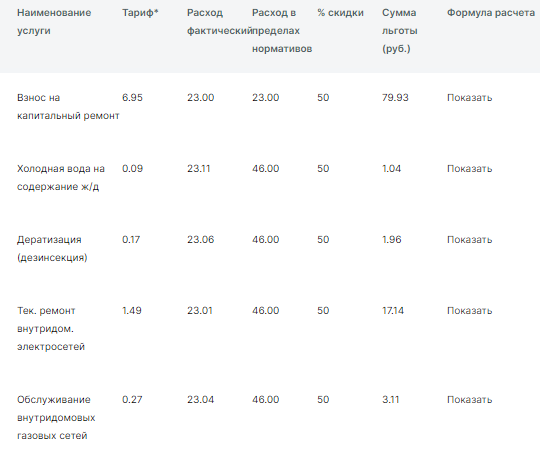 Наименование услуги Тариф* Расход фактический Расход в пределах нормативов % скидки Сумма льготы (руб.) Формула расчета
Взнос на капитальный ремонт 6.95 23.00 23.00 50 79.93 Показать
Холодная вода на содержание ж/д 0.09 23.11 46.00 50 1.04 Показать
Дератизация (дезинсекция) 0.17 23.06 46.00 50 1.96 Показать
Тек. ремонт внутридом. электросетей 1.49 23.01 46.00 50 17.14 Показать
Обслуживание внутридомовых газовых сетей 0.27 23.04 46.00 50 3.11 Показать